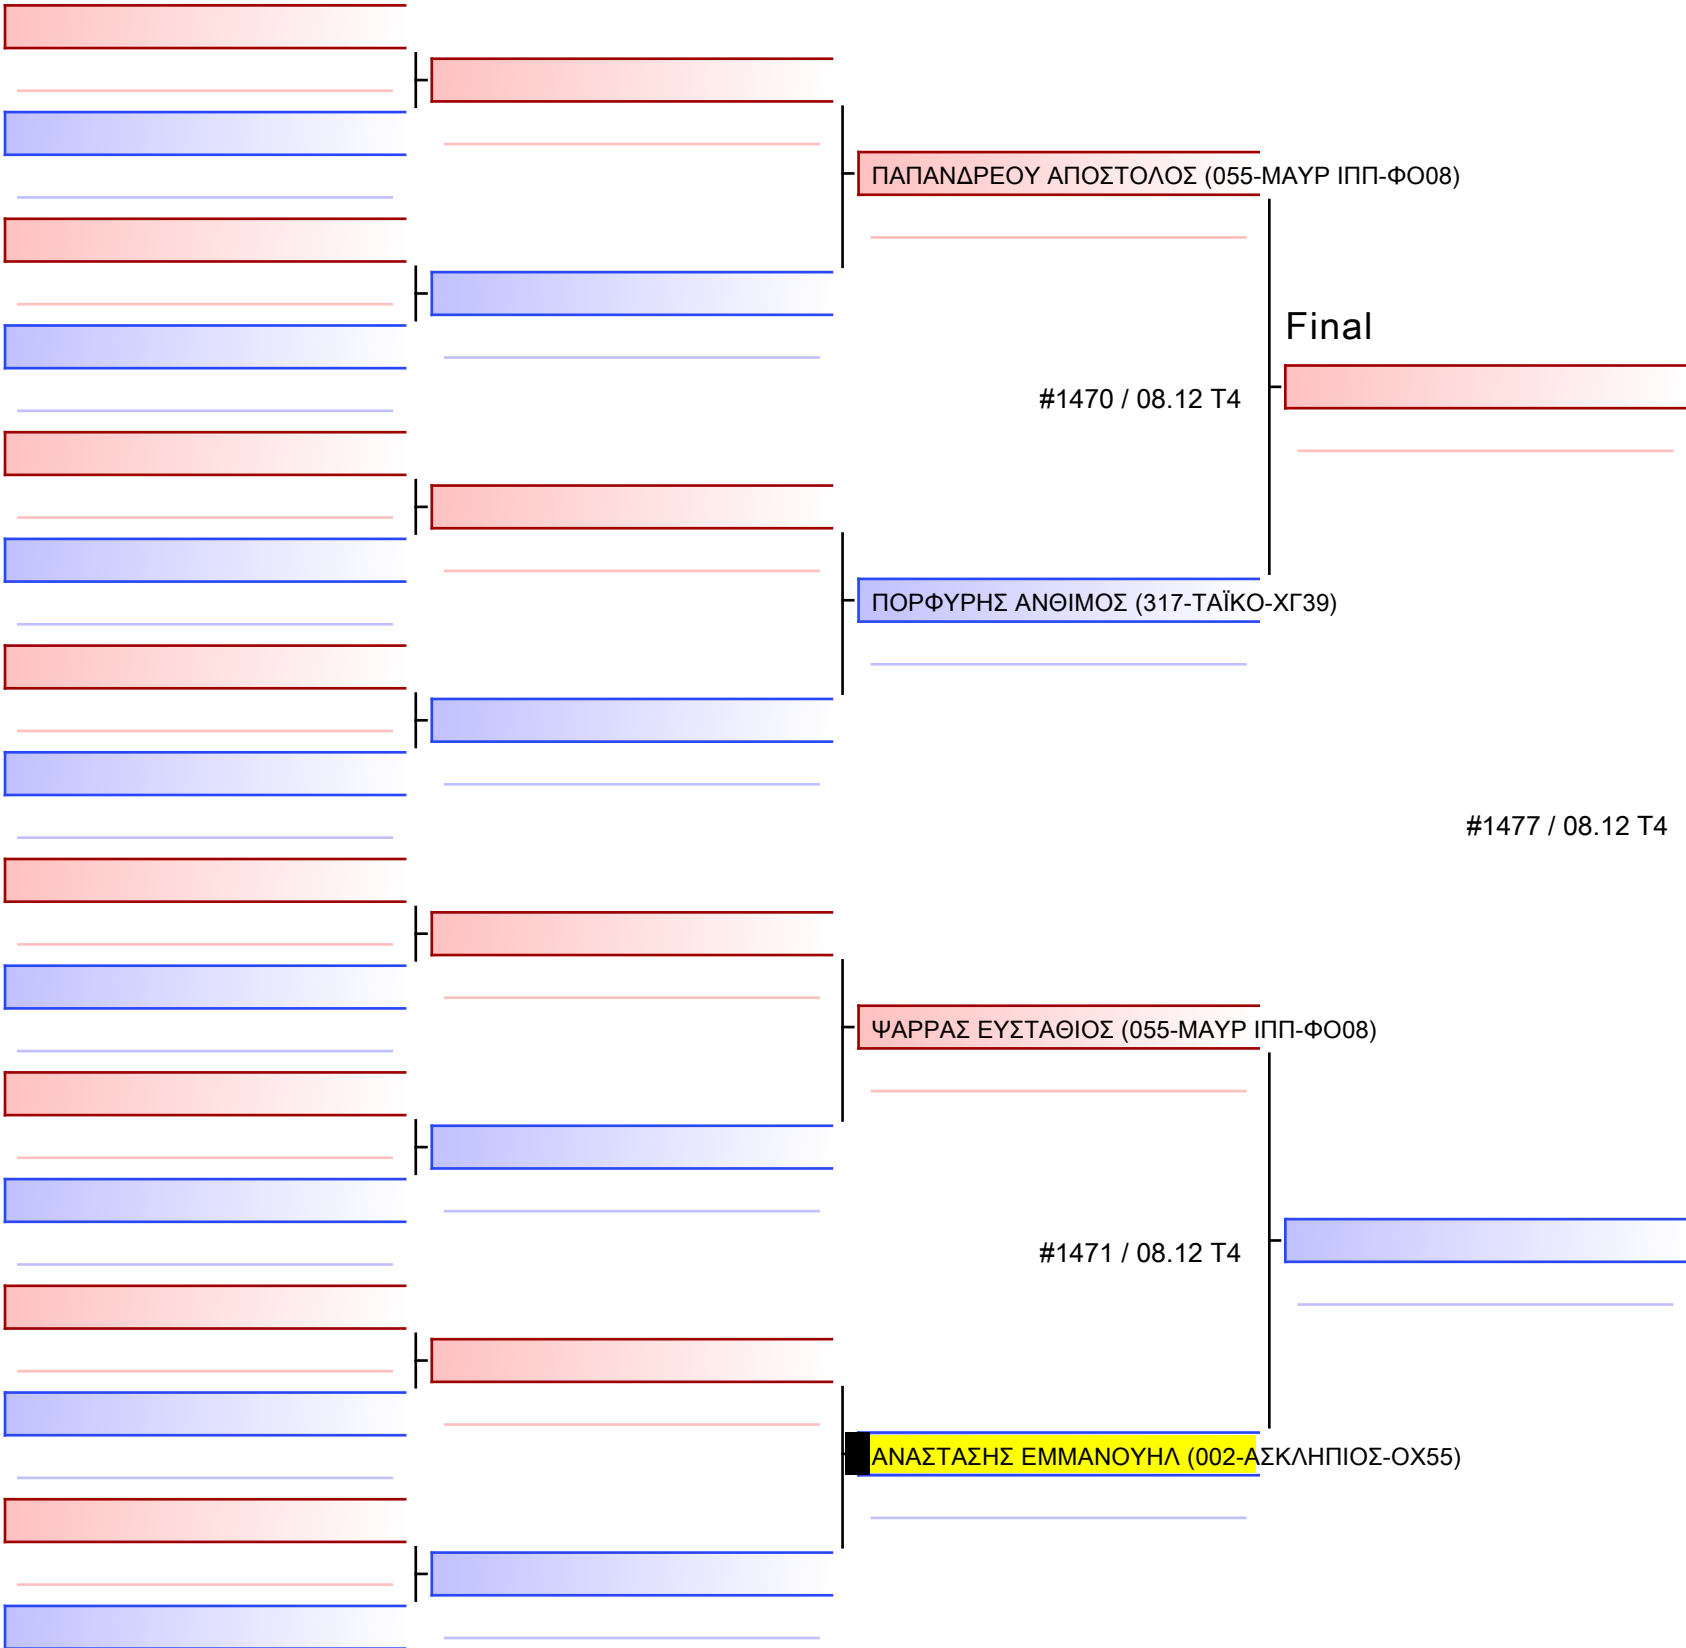 ΠΑΠΑΝΔΡΕΟΥ ΑΠΟΣΤΟΛΟΣ (055-ΜΑΥΡ ΙΠΠ-ΦΟ08)
Final
#1470 / 08.12 T4
ΠΟΡΦΥΡΗΣ ΑΝΘΙΜΟΣ (317-ΤΑΪΚΟ-ΧΓ39)
#1477 / 08.12 T4
ΨΑΡΡΑΣ ΕΥΣΤΑΘΙΟΣ (055-ΜΑΥΡ ΙΠΠ-ΦΟ08)
#1471 / 08.12 T4
ΑΝΑΣΤΑΣΗΣ ΕΜΜΑΝΟΥΗΛ (002-ΑΣΚΛΗΠΙΟΣ-ΟΧ55)